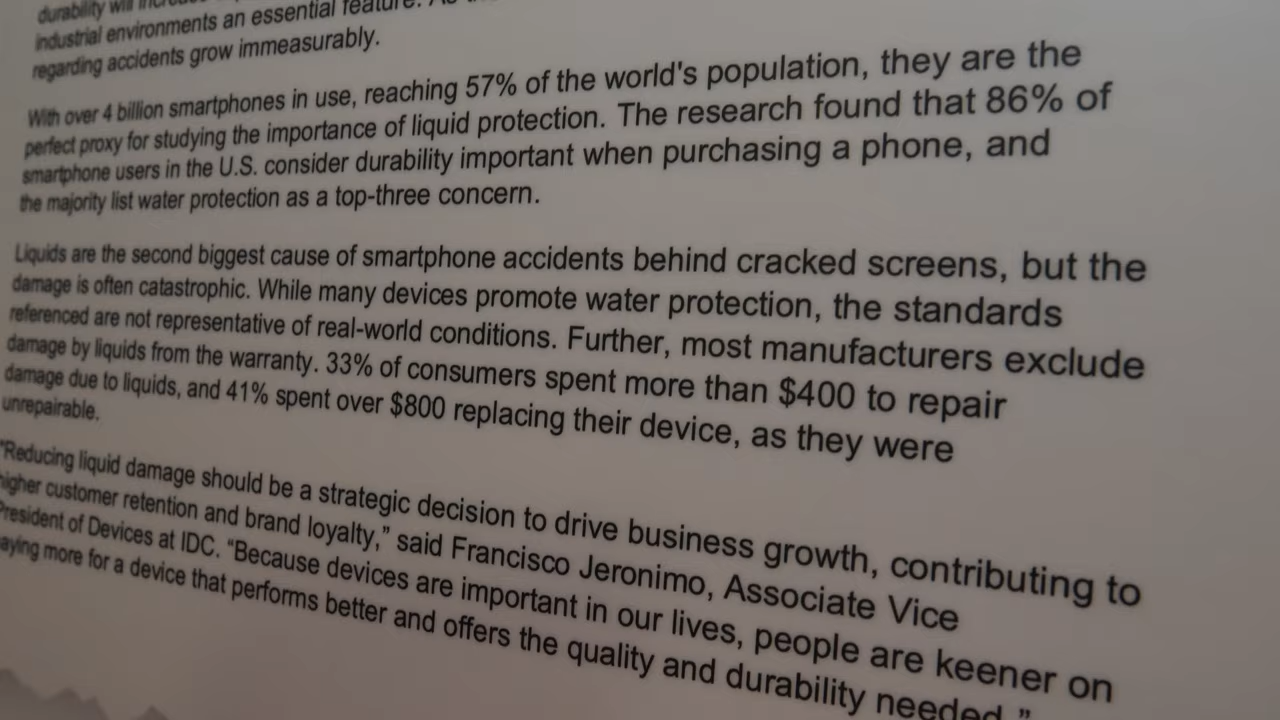 durability will
industrial environments an essential feature.
regarding accidents grow immeasurably.
With over 4 billion smartphones in use, reaching 57% of the world's population, they are the
perfect proxy for studying the importance of liquid protection. The research found that 86% of
smartphone users in the U.S. consider durability important when purchasing a phone, and
the majority list water protection as a top-three concern.
Liquids are the second biggest cause of smartphone accidents behind cracked screens, but the
damage is often catastrophic. While many devices promote water protection, the standards
referenced are not representative of real-world conditions. Further, most manufacturers exclude
damage by liquids from the warranty. 33% of consumers spent more than $400 to repair
damage due to liquids, and 41% spent over $800 replacing their device, as they were
unrepairable.
"Reducing liquid damage should be a strategic decision to drive business growth, contributing to
higher customer retention and brand loyalty,” said Francisco Jeronimo, Associate Vice
President of Devices at IDC. “Because devices are important in our lives, people are keener on
aying more for a device that performs better and offers the quality and durability needed.”